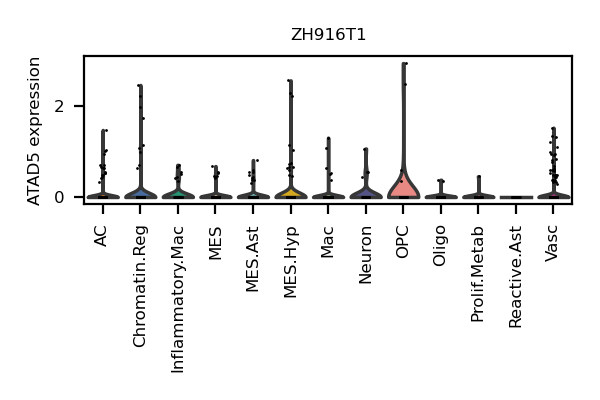 ZH916T1
ATAD5 expression
2
0
AC
Chromatin.Reg
Inflammatory.Mac
MES
MES.Ast
MES.Hyp
Mac
Neuron
OPC
Oligo
Prolif.Metab
Reactive.Ast
Vasc